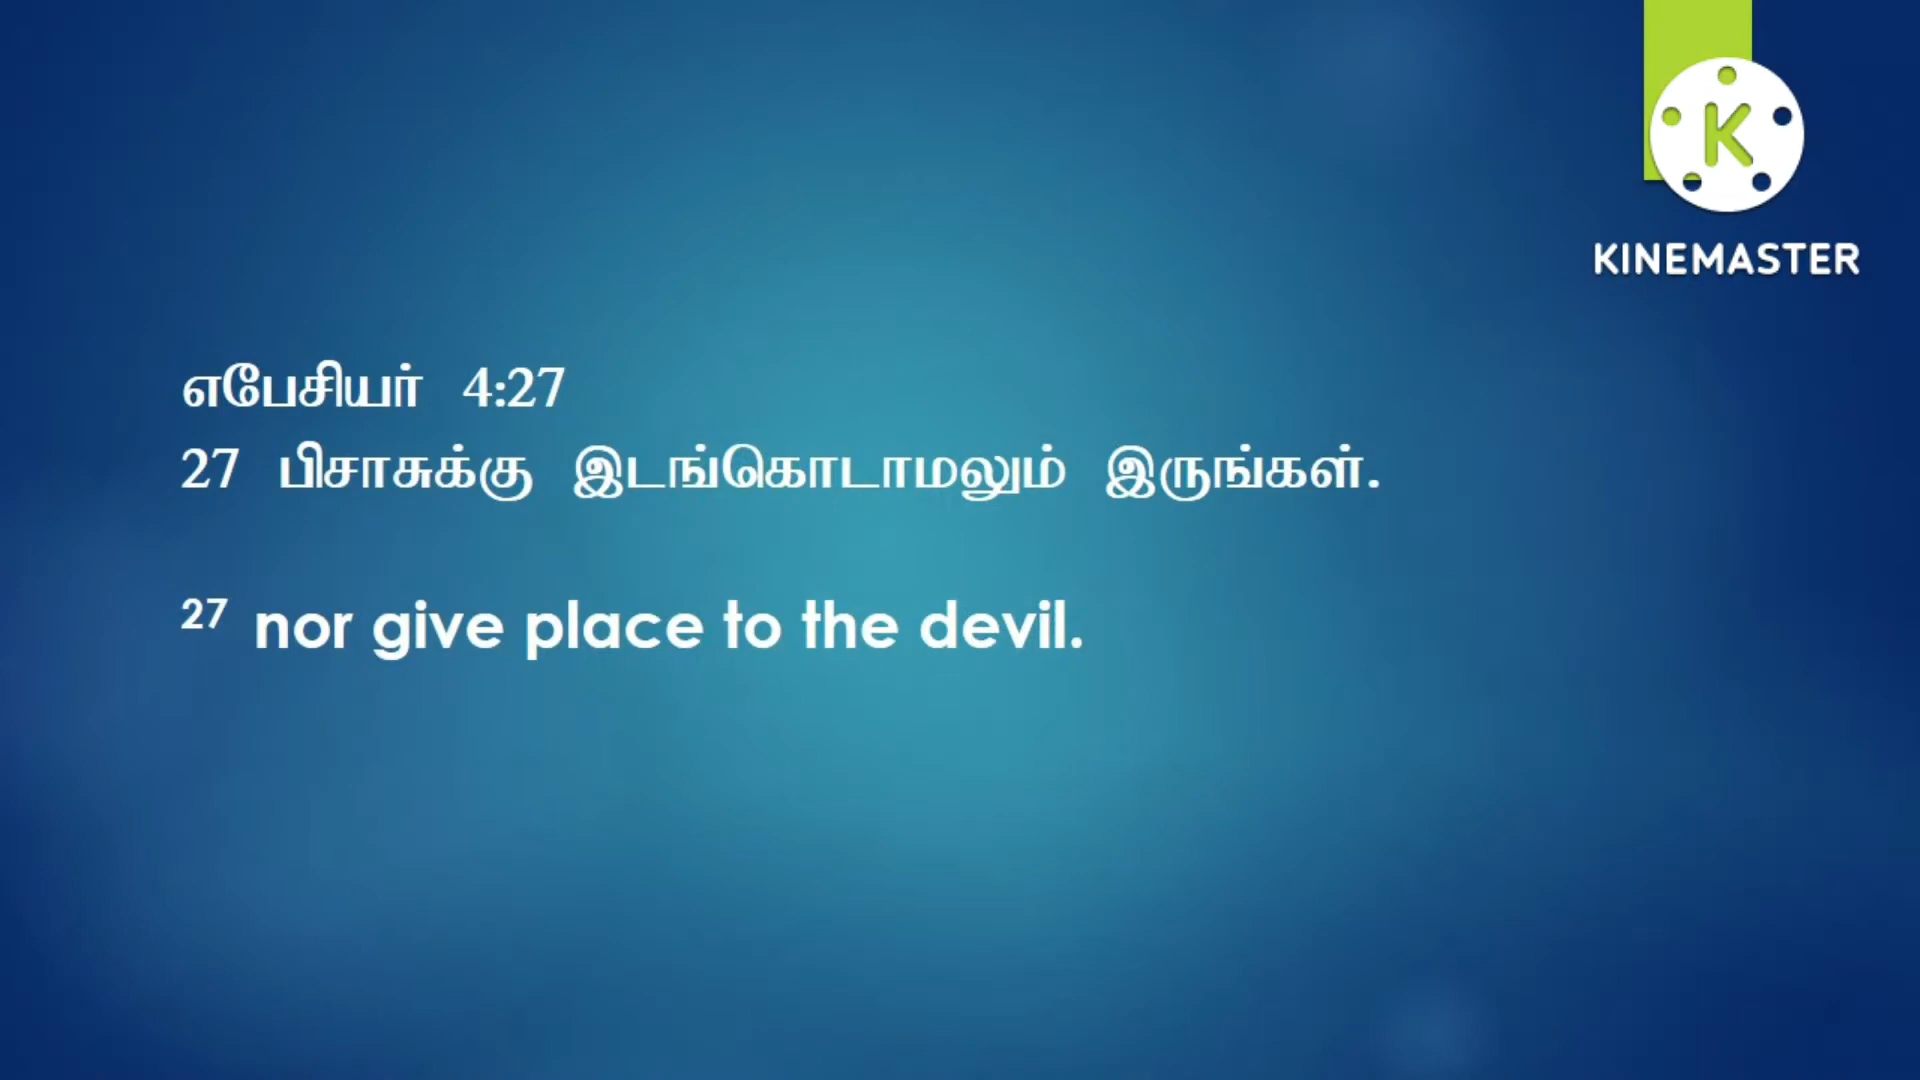 K
KINEMASTER
எபேசியர் 4:27
27 பிசாசுக்கு இடங்கொடாமலும் இருங்கள்.
27 nor give place to the devil.